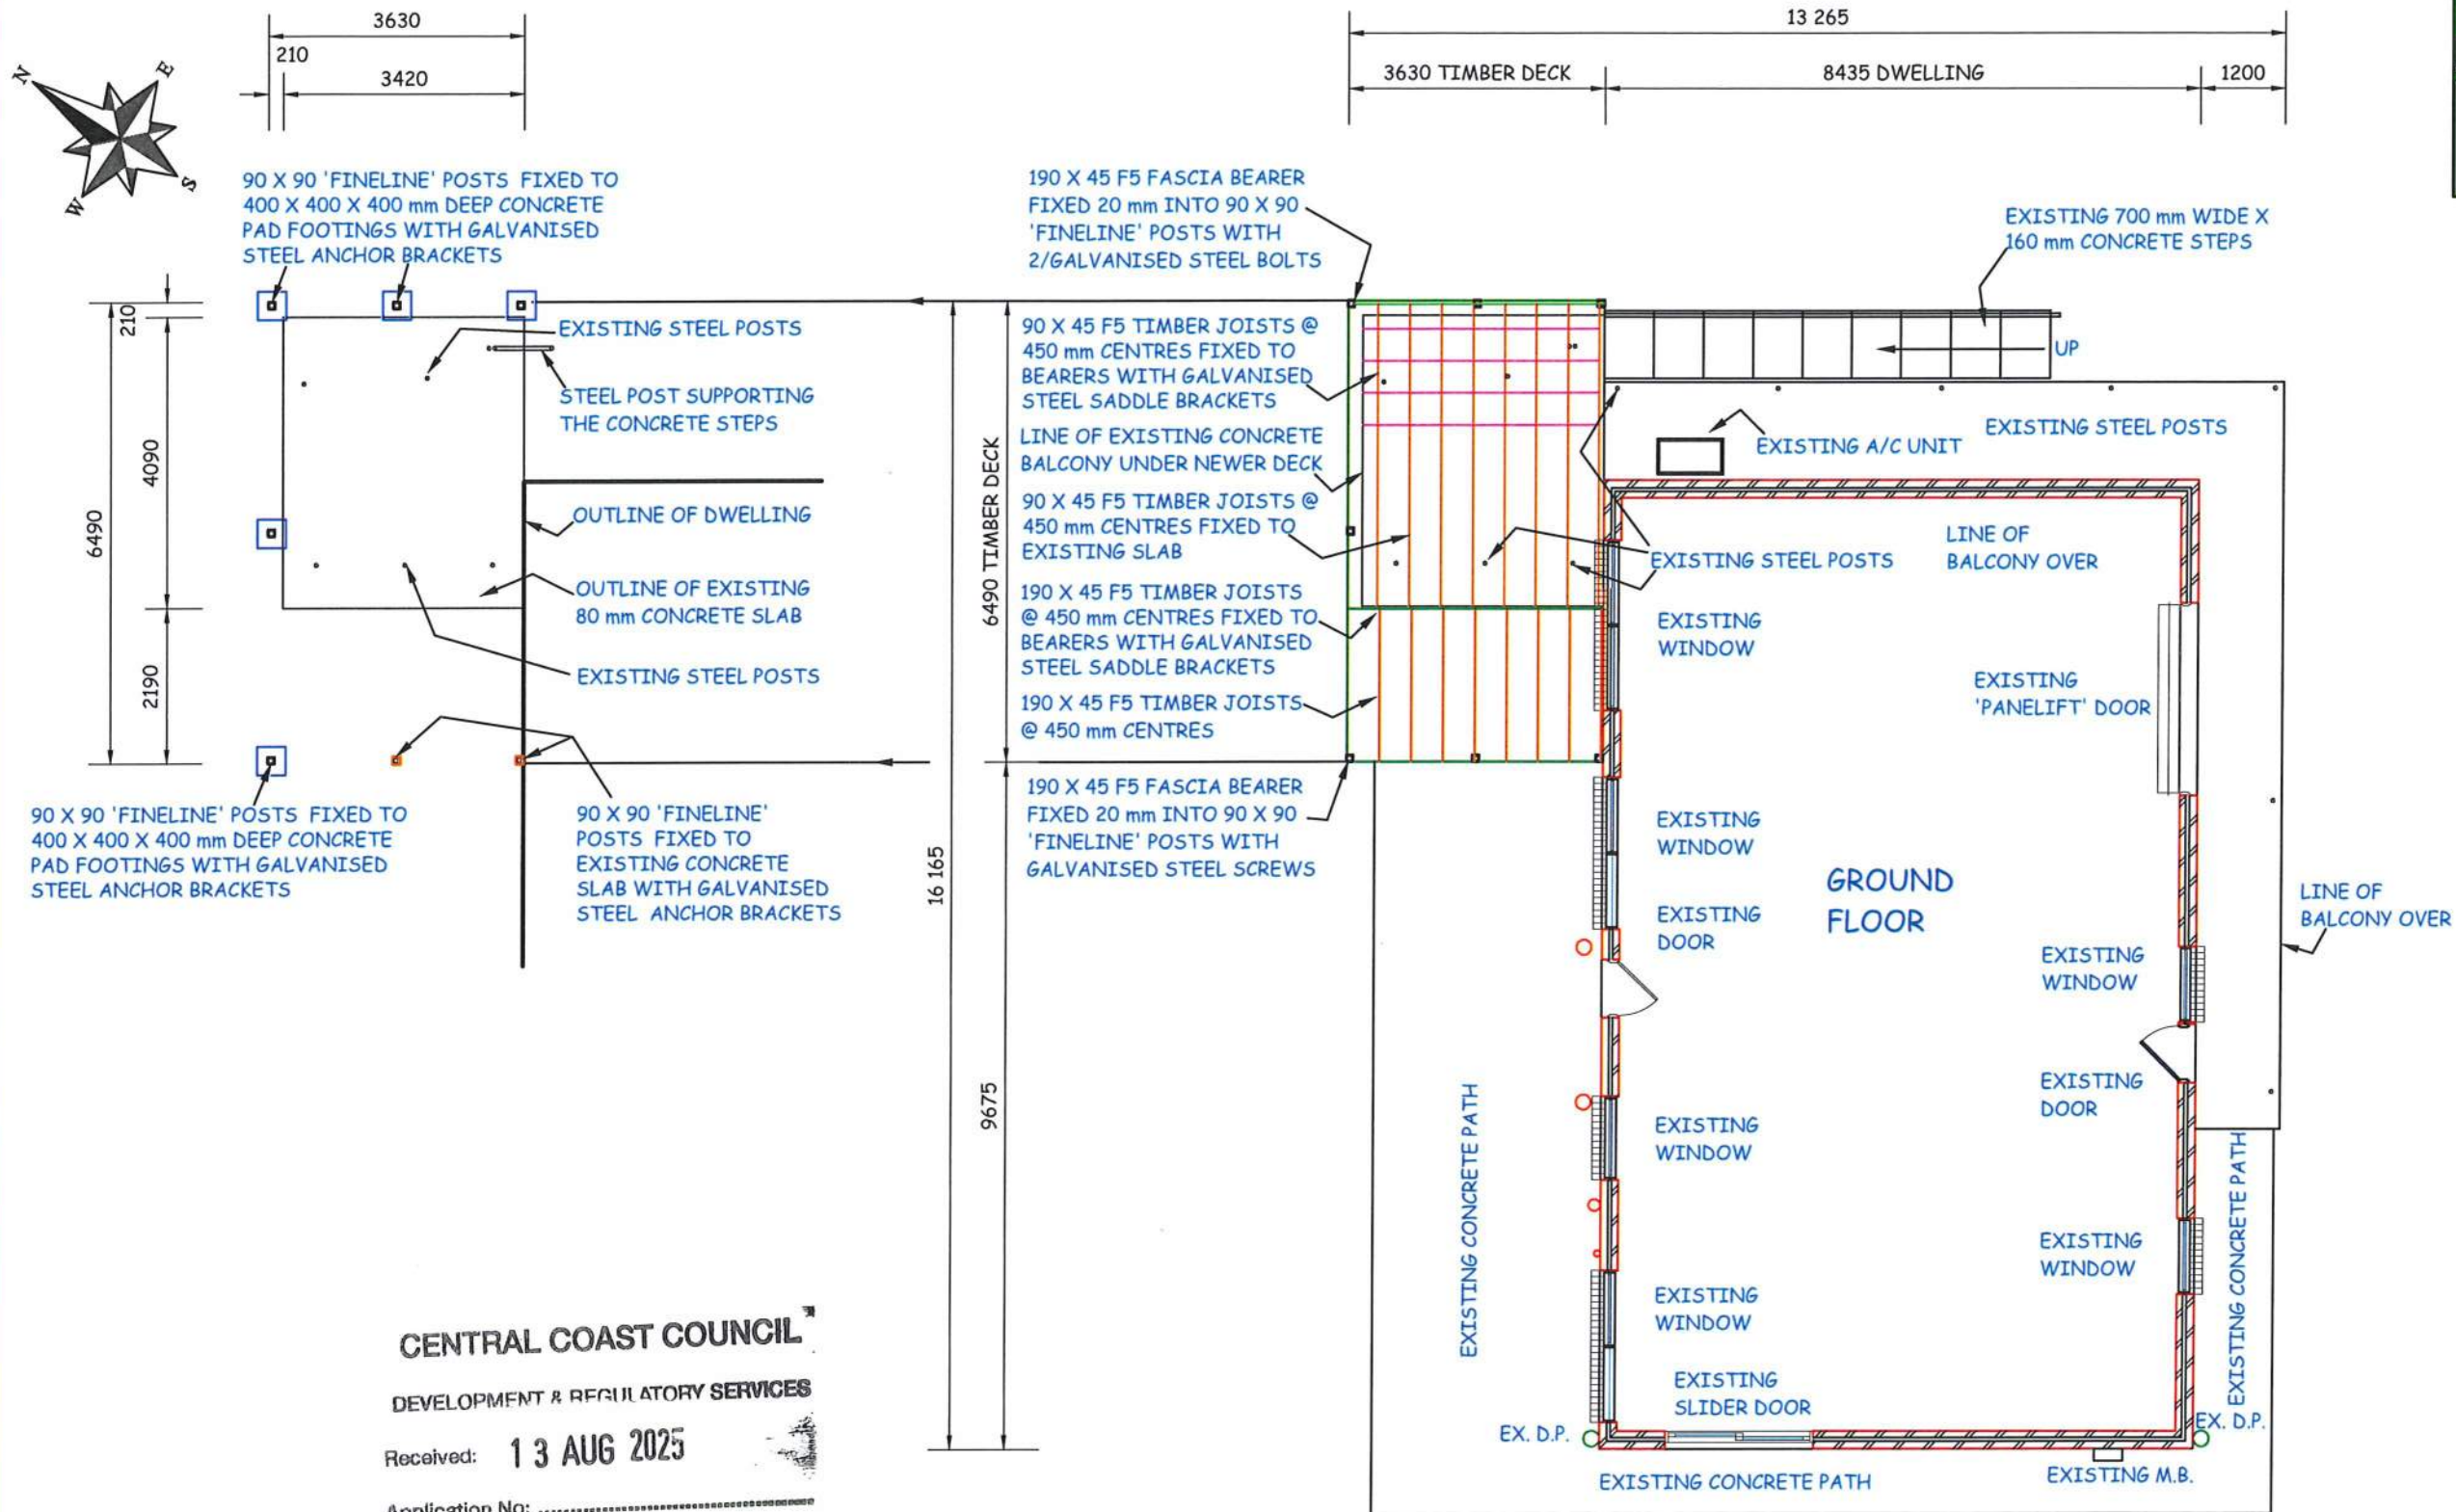 3630
210
3420
13 265
3630 TIMBER DECK
8435 DWELLING
1200
N
E
S
W
90 X 90 'FINELINE' POSTS FIXED TO
400 X 400 X 400 mm DEEP CONCRETE
PAD FOOTINGS WITH GALVANISED
STEEL ANCHOR BRACKETS
190 X 45 F5 FASCIA BEARER
FIXED 20 mm INTO 90 X 90
'FINELINE' POSTS WITH
2/GALVANISED STEEL BOLTS
EXISTING 700 mm WIDE X
160 mm CONCRETE STEPS
210
4090
6490
2190
EXISTING STEEL POSTS
STEEL POST SUPPORTING
THE CONCRETE STEPS
OUTLINE OF DWELLING
OUTLINE OF EXISTING
80 mm CONCRETE SLAB
EXISTING STEEL POSTS
90 X 90 'FINELINE' POSTS FIXED TO
400 X 400 X 400 mm DEEP CONCRETE
PAD FOOTINGS WITH GALVANISED
STEEL ANCHOR BRACKETS
90 X 90 'FINELINE'
POSTS FIXED TO
EXISTING CONCRETE
SLAB WITH GALVANISED
STEEL ANCHOR BRACKETS
6490 TIMBER DECK
16 165
9675
90 X 45 F5 TIMBER JOISTS @
450 mm CENTRES FIXED TO
BEARERS WITH GALVANISED
STEEL SADDLE BRACKETS
LINE OF EXISTING CONCRETE
BALCONY UNDER NEWER DECK
90 X 45 F5 TIMBER JOISTS @
450 mm CENTRES FIXED TO
EXISTING SLAB
190 X 45 F5 TIMBER JOISTS
@ 450 mm CENTRES FIXED TO
BEARERS WITH GALVANISED
STEEL SADDLE BRACKETS
190 X 45 F5 TIMBER JOISTS
@ 450 mm CENTRES
190 X 45 F5 FASCIA BEARER
FIXED 20 mm INTO 90 X 90
'FINELINE' POSTS WITH
GALVANISED STEEL SCREWS
UP
EXISTING A/C UNIT
EXISTING STEEL POSTS
EXISTING STEEL POSTS
LINE OF
BALCONY OVER
EXISTING
WINDOW
EXISTING
'PANELIFT' DOOR
EXISTING
WINDOW
GROUND
FLOOR
EXISTING
DOOR
LINE OF
BALCONY OVER
EXISTING
WINDOW
EXISTING
DOOR
EXISTING
WINDOW
EXISTING
WINDOW
EXISTING
WINDOW
EXISTING
SLIDER DOOR
EXISTING CONCRETE PATH
EXISTING CONCRETE PATH
EX. D.P.
EX. D.P.
EXISTING CONCRETE PATH
EXISTING M.B.
CENTRAL COAST COUNCIL
DEVELOPMENT & REGULATORY SERVICES
Received: 13 AUG 2025
Application No: